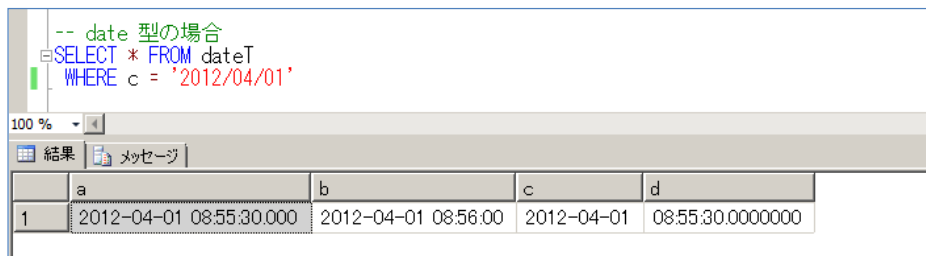 -- date 型の場合
SELECT * FROM dateT
WHERE c = '2012/04/01'
100 %
結果 メッセージ
a b c d
1 2012-04-01 08:55:30.000 2012-04-01 08:56:00 2012-04-01 08:55:30.0000000